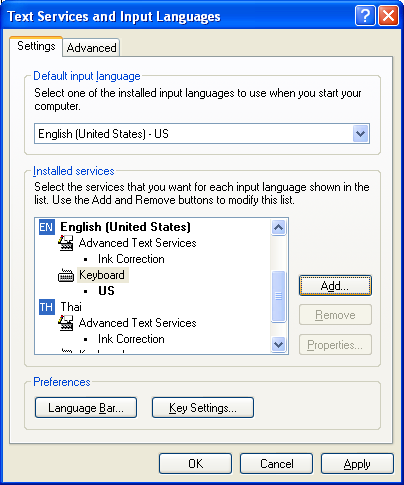 Text Services and Input Languages
Settings
Advanced
Default input language
Select one of the installed input languages to use when you start your
computer.
English (United States) - US
Installed services
Select the services that you want for each input language shown in the
list. Use the Add and Remove buttons to modify this list.
EN English (United States)
Advanced Text Services
• Ink Correction
Keyboard
• US
TH Thai
Advanced Text Services
• Ink Correction
Add...
Remove
Properties...
Preferences
Language Bar...
Key Settings...
OK
Cancel
Apply